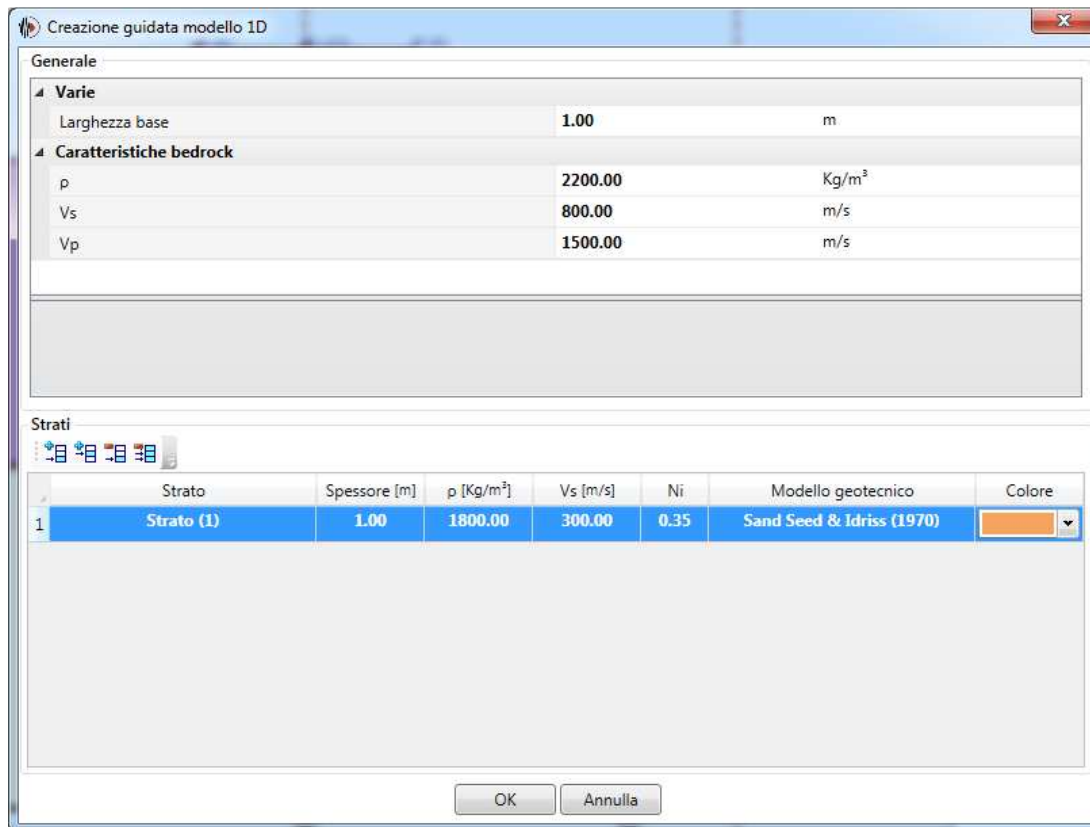 Creazione guidata modello 1D
Generale
Varie
Larghezza base 1.00 m
Caratteristiche bedrock
ρ 2200.00 Kg/m³
Vs 800.00 m/s
Vp 1500.00 m/s
Strati
Strato Spessore [m] ρ [Kg/m³] Vs [m/s] Ni Modello geotecnico Colore
1 Strato (1) 1.00 1800.00 300.00 0.35 Sand Seed & Idriss (1970)
OK Annulla